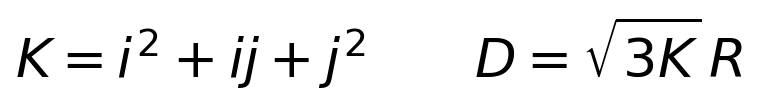 K = i² + ij + j²  D = √3K R